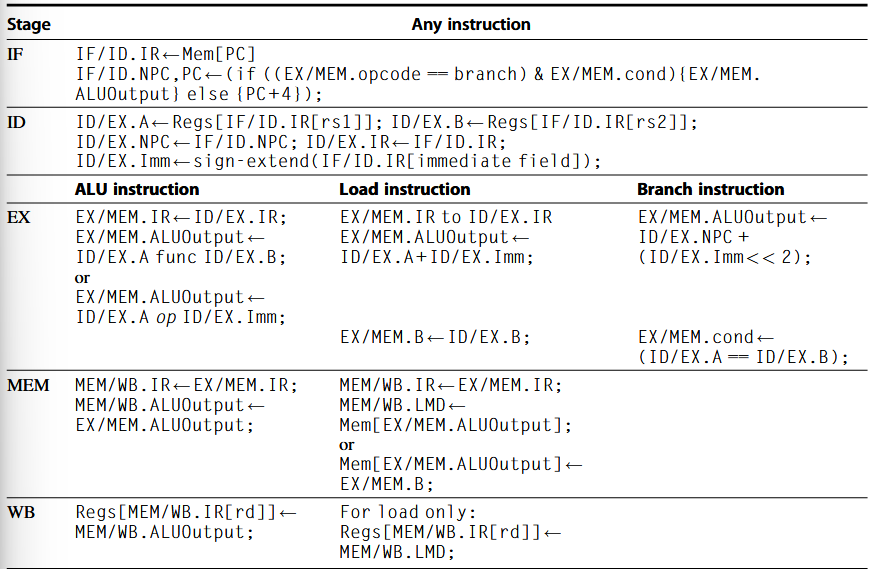 Stage Any instruction
IF IF/ID.IR←Mem[PC]
IF/ID.NPC,PC←(if ((EX/MEM.opcode == branch) & EX/MEM.cond){EX/MEM.
ALUOutput} else {PC+4});
ID ID/EX.A←Regs[IF/ID.IR[rs1]]; ID/EX.B←Regs[IF/ID.IR[rs2]];
ID/EX.NPC←IF/ID.NPC; ID/EX.IR←IF/ID.IR;
ID/EX.Imm←sign-extend(IF/ID.IR[immediate field]);
ALU instruction Load instruction Branch instruction
EX EX/MEM.IR←ID/EX.IR; EX/MEM.IR to ID/EX.IR EX/MEM.ALUOutput←
EX/MEM.ALUOutput← EX/MEM.ALUOutput← ID/EX.NPC +
ID/EX.A func ID/EX.B; ID/EX.A+ID/EX.Imm; (ID/EX.Imm<< 2);
or
EX/MEM.ALUOutput←
ID/EX.A op ID/EX.Imm;
EX/MEM.B←ID/EX.B; EX/MEM.cond←
(ID/EX.A == ID/EX.B);
MEM MEM/WB.IR←EX/MEM.IR; MEM/WB.IR←EX/MEM.IR;
MEM/WB.ALUOutput← MEM/WB.LMD←
EX/MEM.ALUOutput; Mem[EX/MEM.ALUOutput];
or
Mem[EX/MEM.ALUOutput]←
EX/MEM.B;
WB Regs[MEM/WB.IR[rd]]← For load only:
MEM/WB.ALUOutput; Regs[MEM/WB.IR[rd]]←
MEM/WB.LMD;